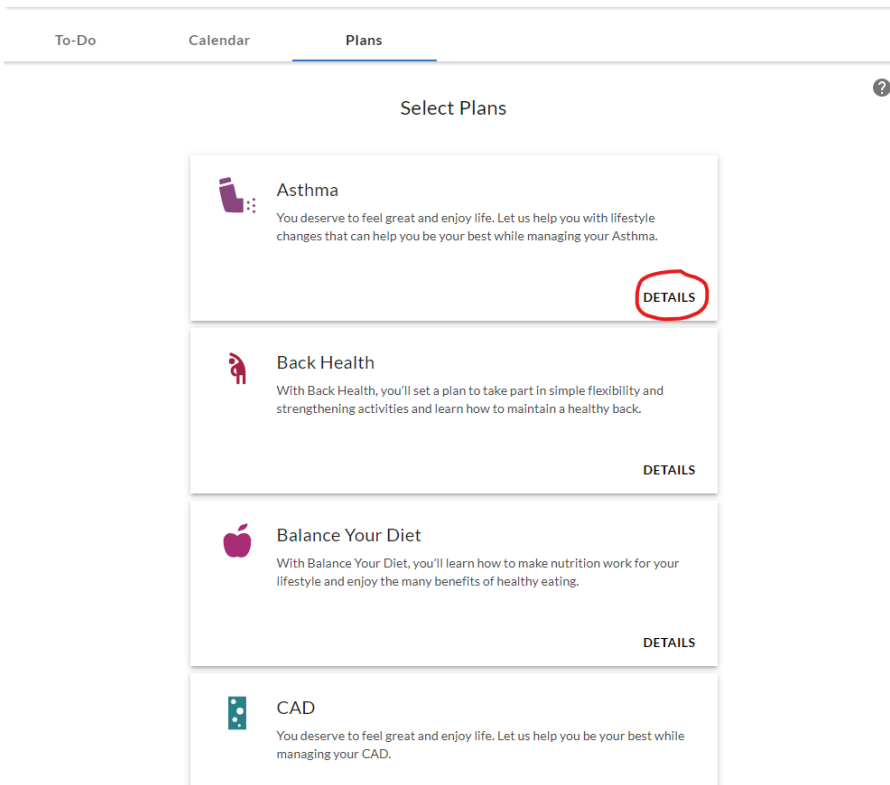 To-Do Calendar Plans
?
Select Plans
Asthma
You deserve to feel great and enjoy life. Let us help you with lifestyle
changes that can help you be your best while managing your Asthma.
DETAILS
Back Health
With Back Health, you'll set a plan to take part in simple flexibility and
strengthening activities and learn how to maintain a healthy back.
DETAILS
Balance Your Diet
With Balance Your Diet, you'll learn how to make nutrition work for your
lifestyle and enjoy the many benefits of healthy eating.
DETAILS
CAD
You deserve to feel great and enjoy life. Let us help you be your best while
managing your CAD.